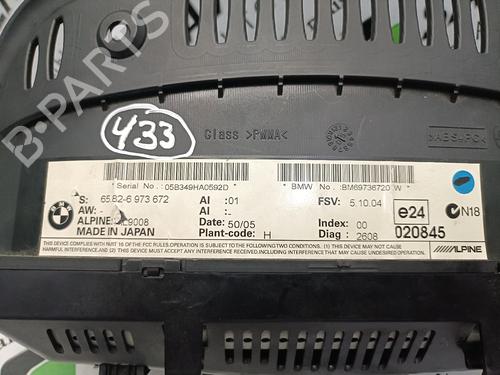 B-PARTS
433
Glass >PMMA<
>ABS+PC<
* Serial No.: 05B349HA0592D *
* BMW No.: BM69736720 W *
S: 65.82-6 973 672 AI :01 FSV: 5.10.04
AW: - AI :. Index: 00
ALPINE: 9008 Date: 50/05 Diag: 2608
MADE IN JAPAN Plant-code: H
e24
N18
020845
THIS DEVICE COMPLIES WITH PART 15 OF THE FCC RULES. OPERATION IS SUBJECT TO THE FOLLOWING TWO CONDITIONS: (1) THIS DEVICE MAY NOT CAUSE
HARMFUL INTERFERENCE, AND (2) THIS DEVICE MUST ACCEPT ANY INTERFERENCE RECEIVED, INCLUDING INTERFERENCE THAT MAY CAUSE UNDESIRED OPERATION.
ALPINE